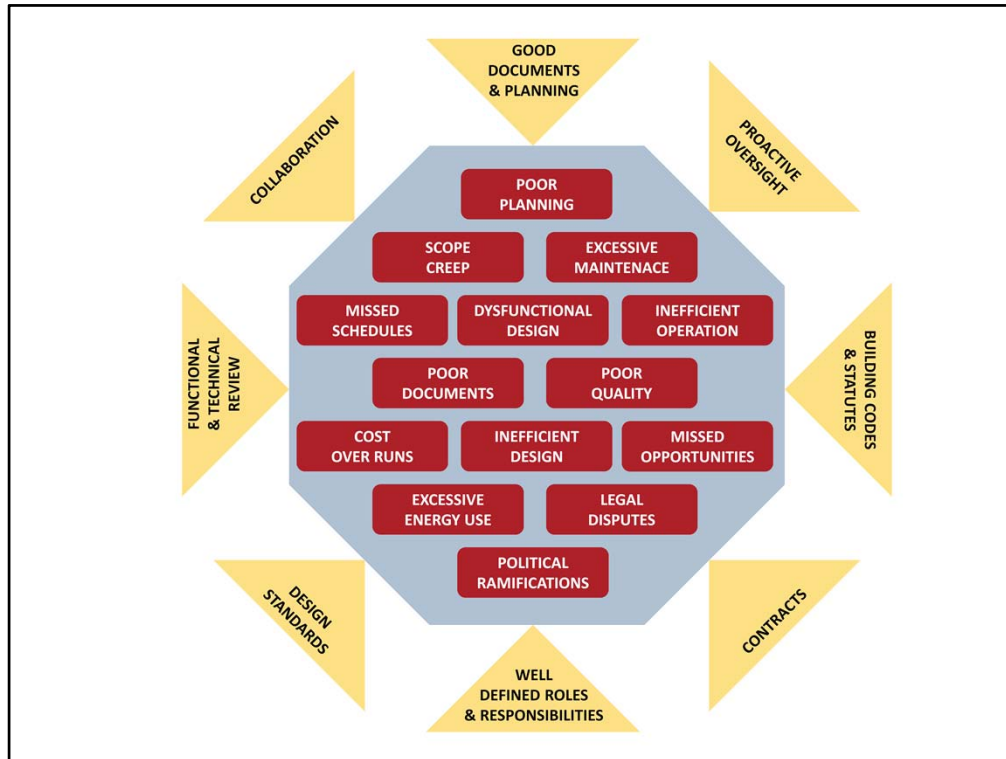 GOOD
DOCUMENTS
& PLANNING
COLLABORATION
PROACTIVE
OVERSIGHT
POOR
PLANNING
SCOPE
CREEP
EXCESSIVE
MAINTENACE
MISSED
SCHEDULES
DYSFUNCTIONAL
DESIGN
INEFFICIENT
OPERATION
FUNCTIONAL
& TECHNICAL
REVIEW
BUILDING CODES
& STATUTES
POOR
DOCUMENTS
POOR
QUALITY
COST
OVER RUNS
INEFFICIENT
DESIGN
MISSED
OPPORTUNITIES
EXCESSIVE
ENERGY USE
LEGAL
DISPUTES
POLITICAL
RAMIFICATIONS
DESIGN
STANDARDS
CONTRACTS
WELL
DEFINED ROLES
& RESPONSIBILITIES